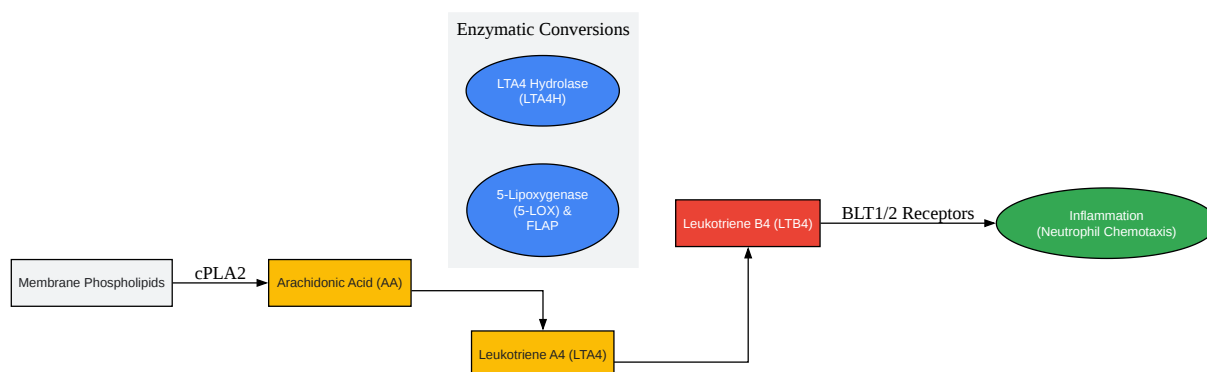 Enzymatic Conversions
LTA4 Hydrolase
(LTA4H)
5-Lipoxygenase
(5-LOX) &
FLAP
Membrane Phospholipids
cPLA2
Arachidonic Acid (AA)
Leukotriene A4 (LTA4)
Leukotriene B4 (LTB4)
BLT1/2 Receptors
Inflammation
(Neutrophil Chemotaxis)